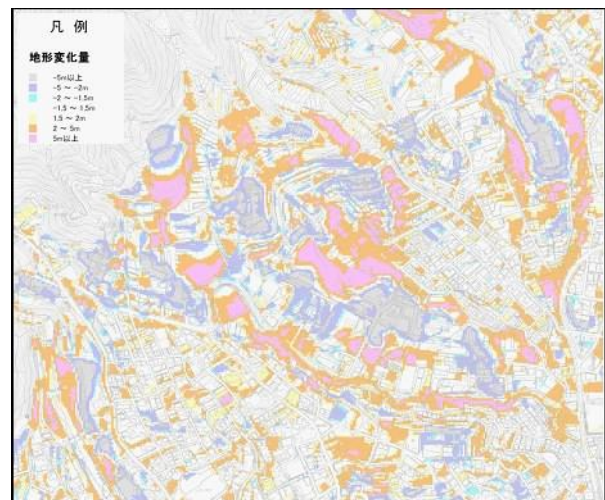 凡 例
地形変化量
-5m以上
-5 ～ -2m
-2 ～ -1.5m
-1.5 ～ 1.5m
1.5 ～ 2m
2 ～ 5m
5m以上